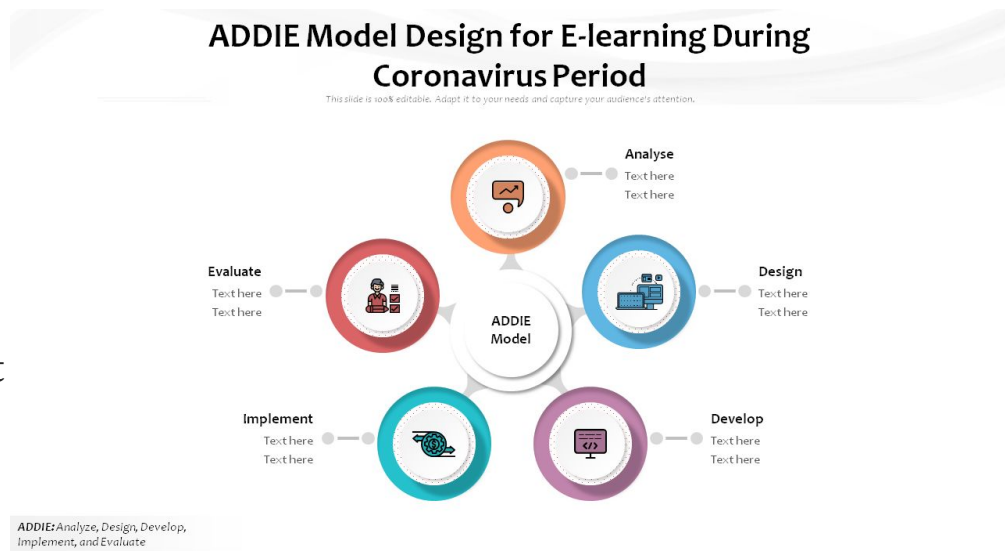 ADDIE Model Design for E-learning During
Coronavirus Period
This slide is 100% editable. Adapt it to your needs and capture your audience's attention.
Analyse
Text here
Text here
Evaluate
Text here
Text here
Design
Text here
Text here
ADDIE
Model
Implement
Text here
Text here
Develop
Text here
Text here
ADDIE: Analyze, Design, Develop,
Implement, and Evaluate